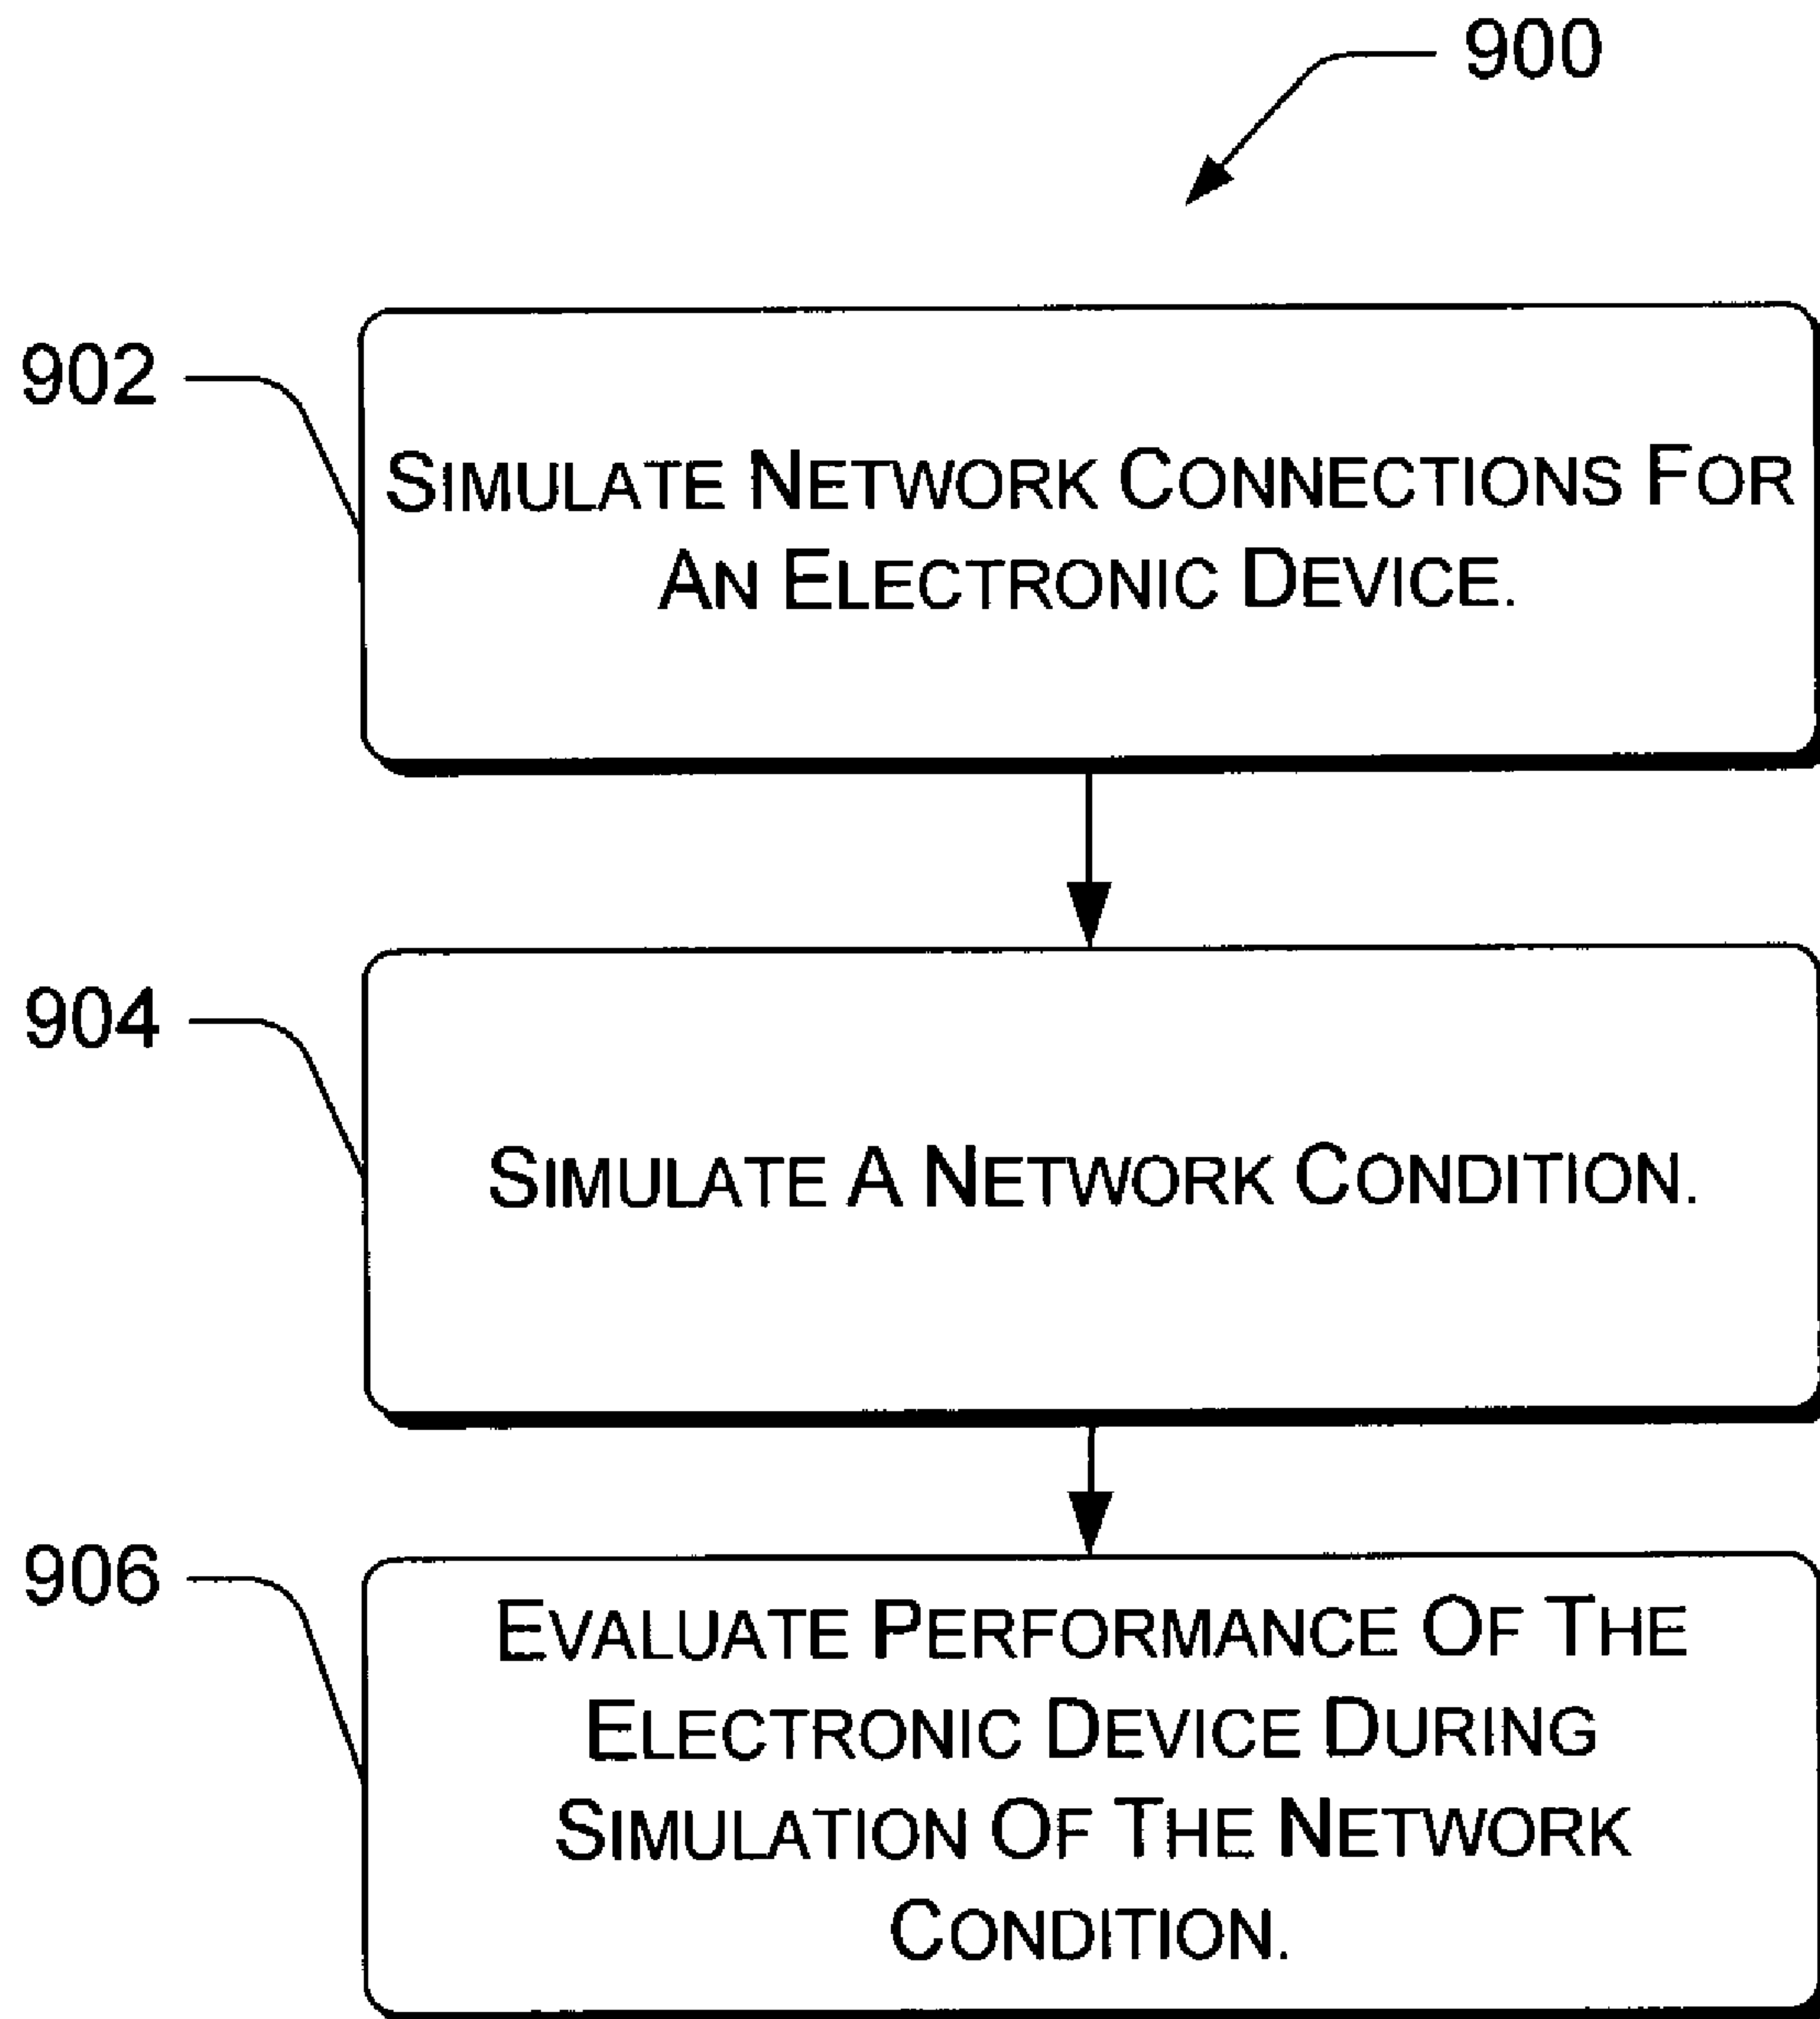 900
902
SIMULATE NETWORK CONNECTIONS FOR
AN ELECTRONIC DEVICE.
904
SIMULATE A NETWORK CONDITION.
906
EVALUATE PERFORMANCE OF THE
ELECTRONIC DEVICE DURING
SIMULATION OF THE NETWORK
CONDITION.